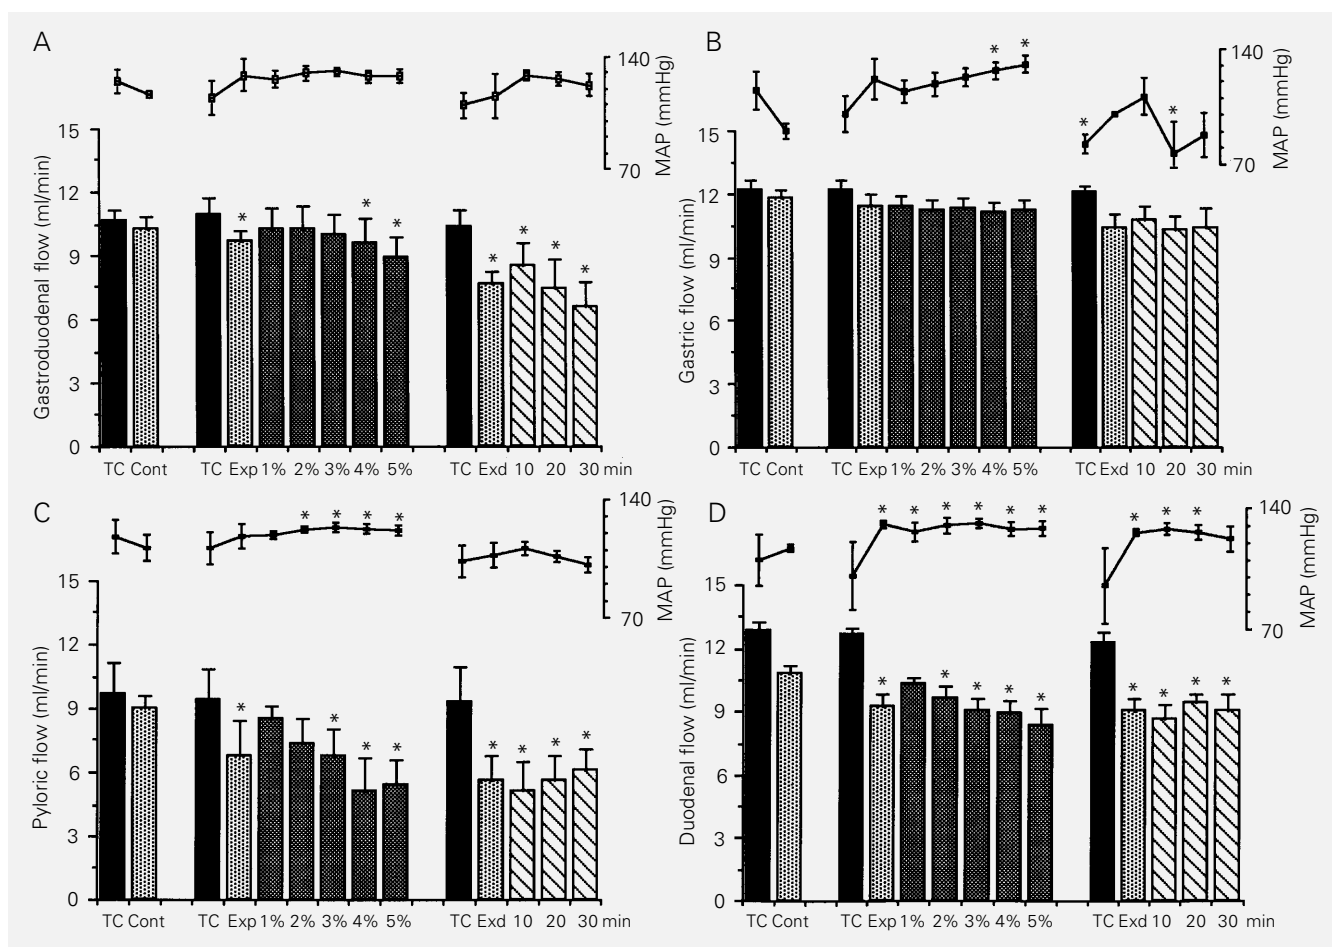 A
140
MAP (mmHg)
70
15
12
9
6
3
0
Gastroduodenal flow (ml/min)
* * * * * * *
TC Cont TC Exp 1% 2% 3% 4% 5% TC Exd 10 20 30 min
B
140
MAP (mmHg)
70
* * * *
15
12
9
6
3
0
Gastric flow (ml/min)
TC Cont TC Exp 1% 2% 3% 4% 5% TC Exd 10 20 30 min
C
140
MAP (mmHg)
70
* * * *
15
12
9
6
3
0
Pyloric flow (ml/min)
* * * * * * * *
TC Cont TC Exp 1% 2% 3% 4% 5% TC Exd 10 20 30 min
D
140
MAP (mmHg)
70
* * * * * * * * *
15
12
9
6
3
0
Duodenal flow (ml/min)
* * * * * * * * *
TC Cont TC Exp 1% 2% 3% 4% 5% TC Exd 10 20 30 min